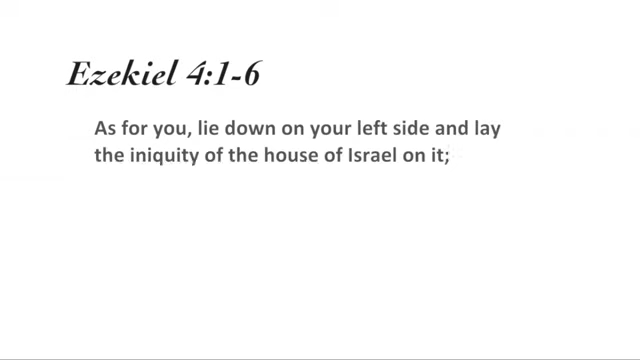 Ezekiel 4:1-6
As for you, lie down on your left side and lay
the iniquity of the house of Israel on it;